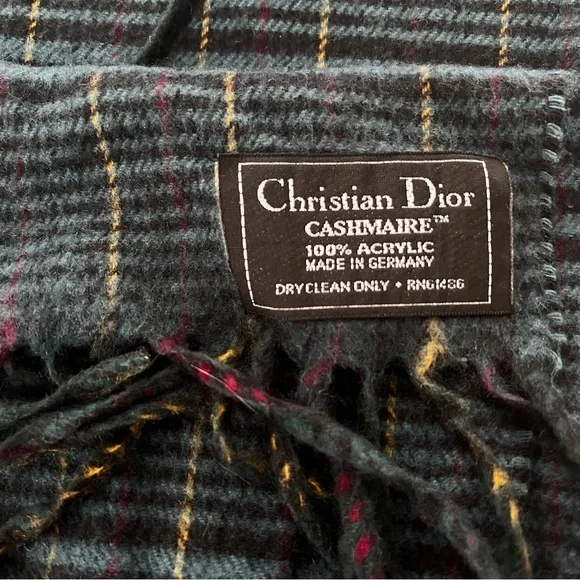 Christian Dior
CASHMAIRE™
100% ACRYLIC
MADE IN GERMANY
DRY CLEAN ONLY • RN61486